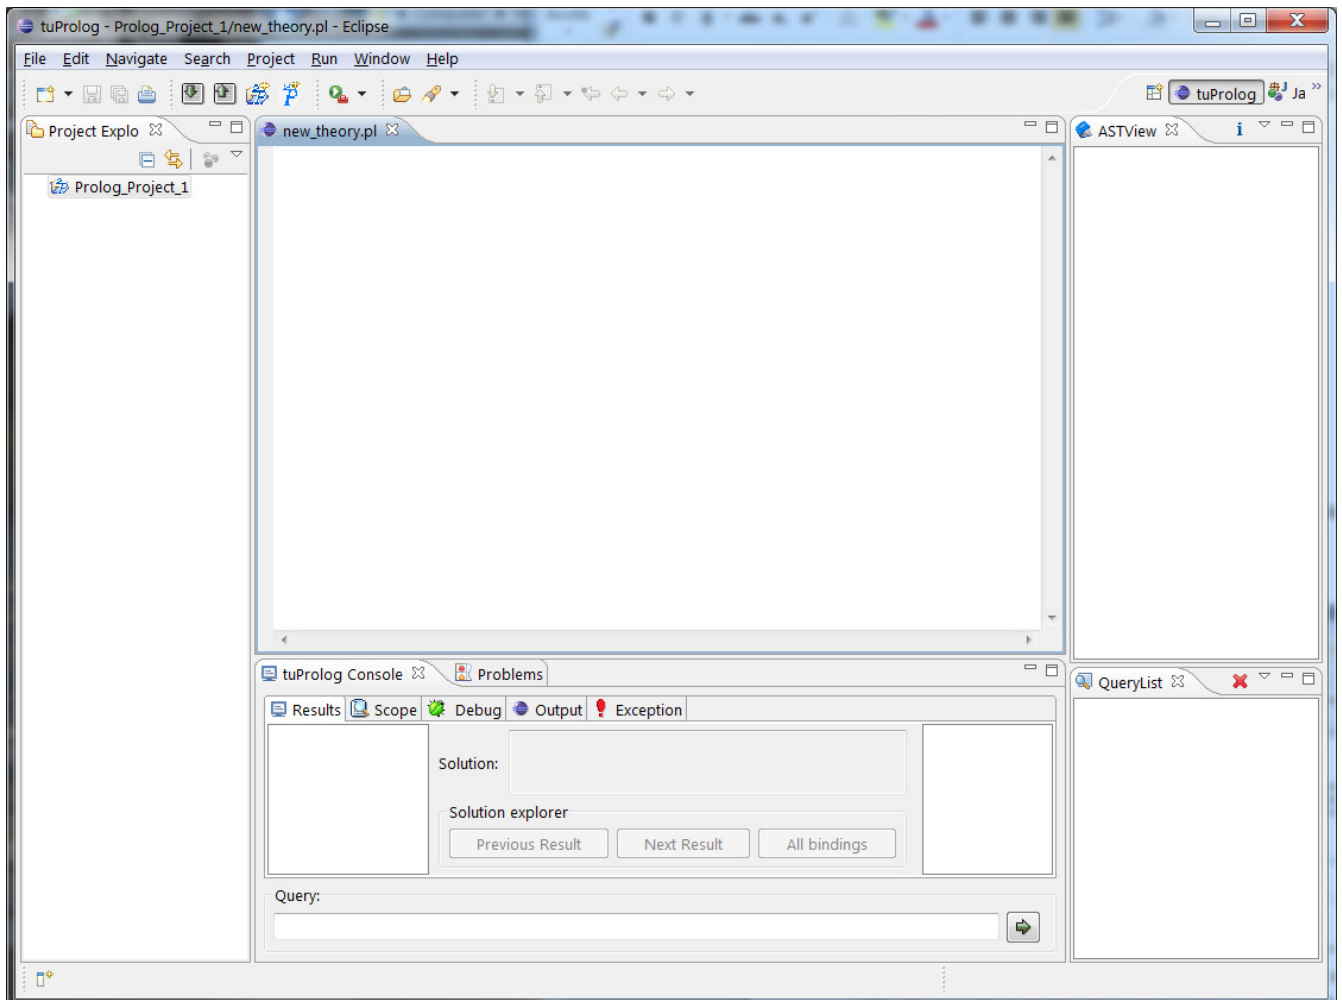 tuProlog - Prolog_Project_1/new_theory.pl - Eclipse
File Edit Navigate Search Project Run Window Help
tuProlog Ja
Project Explo
new_theory.pl
ASTView
Prolog_Project_1
tuProlog Console Problems
QueryList
Results Scope Debug Output Exception
Solution:
Solution explorer
Previous Result Next Result All bindings
Query: